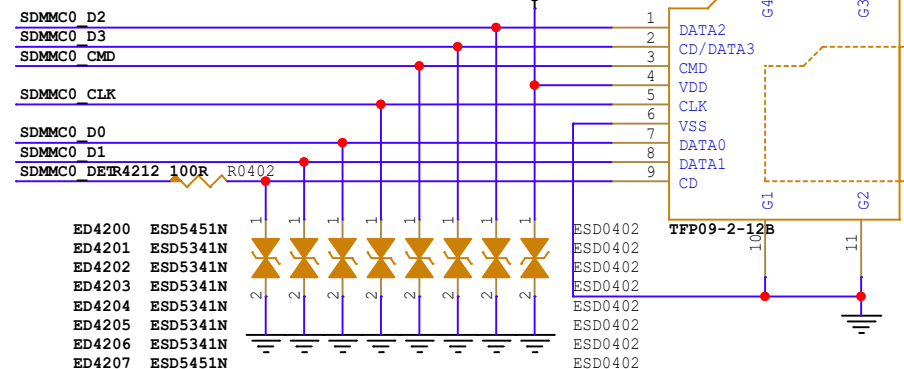 G4
G3
SDMMC0_D2 1 DATA2
SDMMC0_D3 2 CD/DATA3
SDMMC0_CMD 3 CMD
4 VDD
SDMMC0_CLK 5 CLK
6 VSS
SDMMC0_D0 7 DATA0
SDMMC0_D1 8 DATA1
SDMMC0_DET R4212 100R R0402 9 CD
G1
G2
1 1 1 1 1 1 1 1
TFP09-2-12B
10
11
ED4200 ESD5451N ESD0402
ED4201 ESD5341N ESD0402
ED4202 ESD5341N ESD0402
ED4203 ESD5341N ESD0402
ED4204 ESD5341N ESD0402
ED4205 ESD5341N ESD0402
ED4206 ESD5341N ESD0402
ED4207 ESD5451N ESD0402
2 2 2 2 2 2 2 2